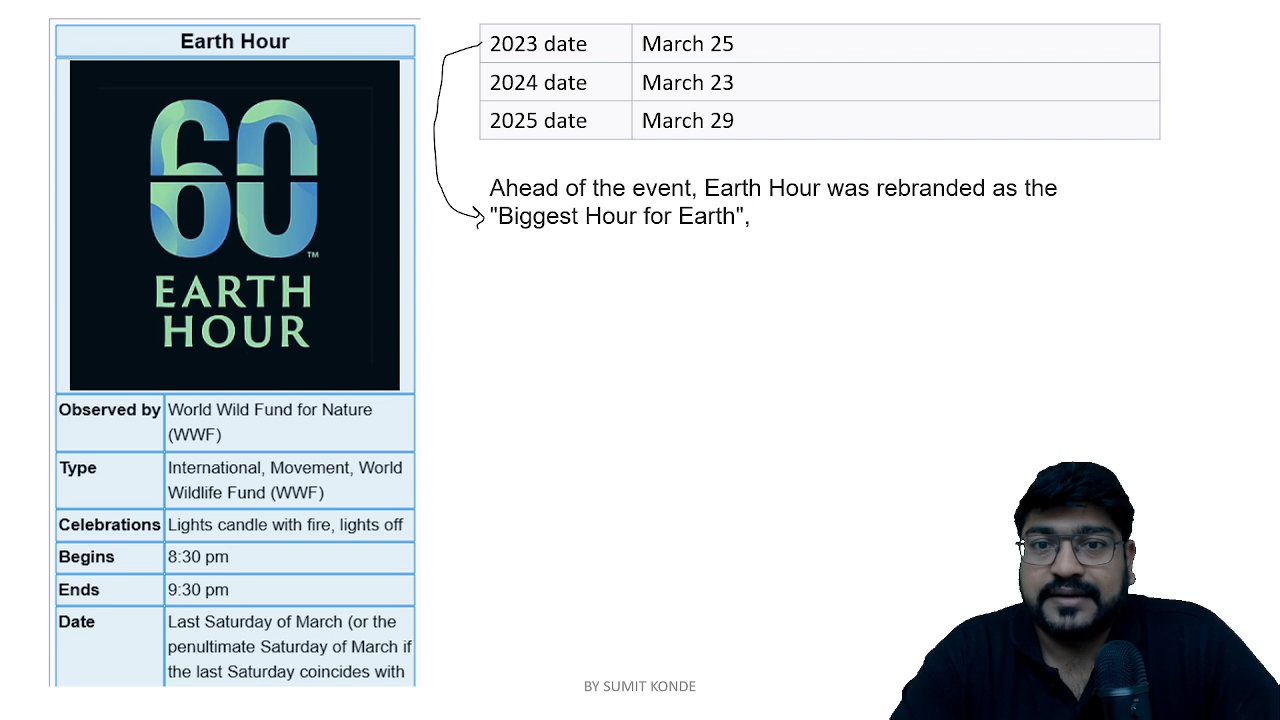 Earth Hour
60
™
EARTH
HOUR
Observed by World Wild Fund for Nature
(WWF)
Type International, Movement, World
Wildlife Fund (WWF)
Celebrations Lights candle with fire, lights off
Begins 8:30 pm
Ends 9:30 pm
Date Last Saturday of March (or the
penultimate Saturday of March if
the last Saturday coincides with
2023 date March 25
2024 date March 23
2025 date March 29
Ahead of the event, Earth Hour was rebranded as the
"Biggest Hour for Earth",
BY SUMIT KONDE